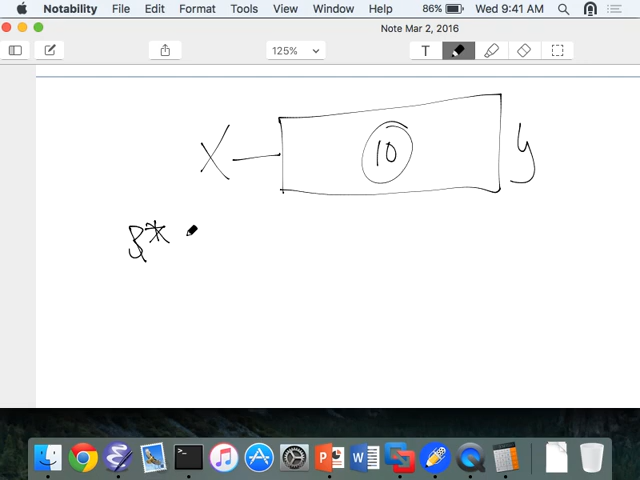 Notability File Edit Format Tools View Window Help 86% Wed 9:41 AM
Note Mar 2, 2016
125% T
X 10 y